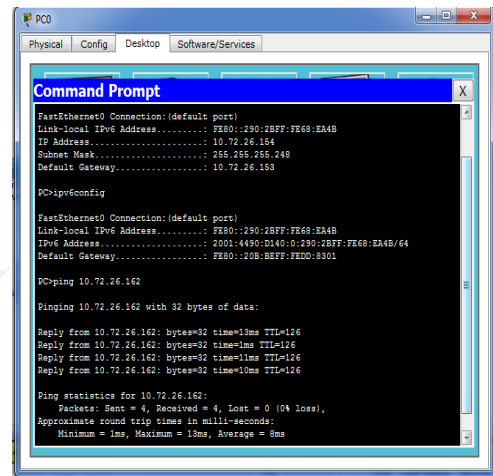 PC0
Physical Config Desktop Software/Services
Command Prompt X
FastEthernet0 Connection:(default port)
Link-local IPv6 Address.........: FE80::290:2BFF:FE68:EA4B
IP Address......................: 10.72.26.154
Subnet Mask.....................: 255.255.255.248
Default Gateway.................: 10.72.26.153
PC>ipv6config
FastEthernet0 Connection:(default port)
Link-local IPv6 Address.........: FE80::290:2BFF:FE68:EA4B
IPv6 Address....................: 2001:4490:D140:0:290:2BFF:FE68:EA4B/64
Default Gateway.................: FE80::20B:BEFF:FEDD:8301
PC>ping 10.72.26.162
Pinging 10.72.26.162 with 32 bytes of data:
Reply from 10.72.26.162: bytes=32 time=13ms TTL=126
Reply from 10.72.26.162: bytes=32 time=1ms TTL=126
Reply from 10.72.26.162: bytes=32 time=11ms TTL=126
Reply from 10.72.26.162: bytes=32 time=10ms TTL=126
Ping statistics for 10.72.26.162:
Packets: Sent = 4, Received = 4, Lost = 0 (0% loss),
Approximate round trip times in milli-seconds:
Minimum = 1ms, Maximum = 13ms, Average = 8ms